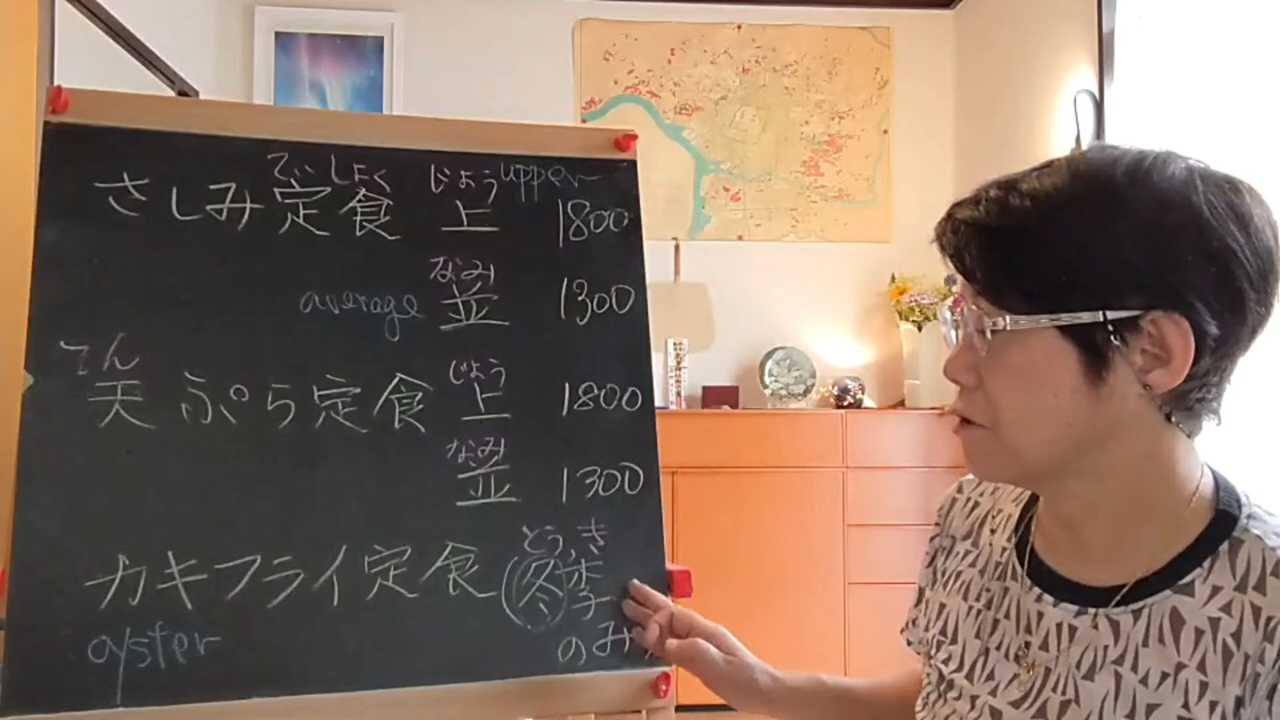 ていしょく じょう upper
さしみ定食 上 1800
なみ
average 並 1300
てん じょう
天ぷら定食 上 1800
なみ
並 1300
とうき
カキフライ定食(冬季
oyster のみ